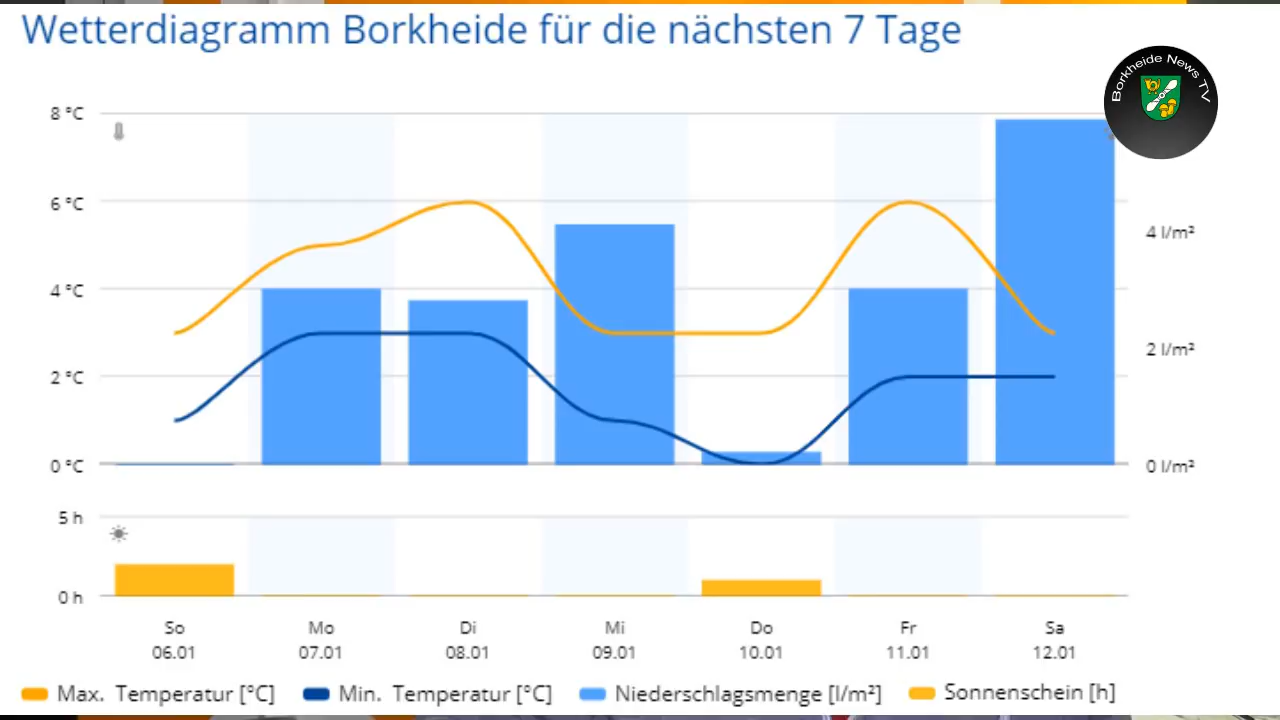 Wetterdiagramm Borkheide für die nächsten 7 Tage
Borkheide News TV
8 °C
6 °C
4 °C
2 °C
0 °C
4 l/m²
2 l/m²
0 l/m²
5 h
0 h
So Mo Di Mi Do Fr Sa
06.01 07.01 08.01 09.01 10.01 11.01 12.01
Max. Temperatur [°C] Min. Temperatur [°C] Niederschlagsmenge [l/m²] Sonnenschein [h]